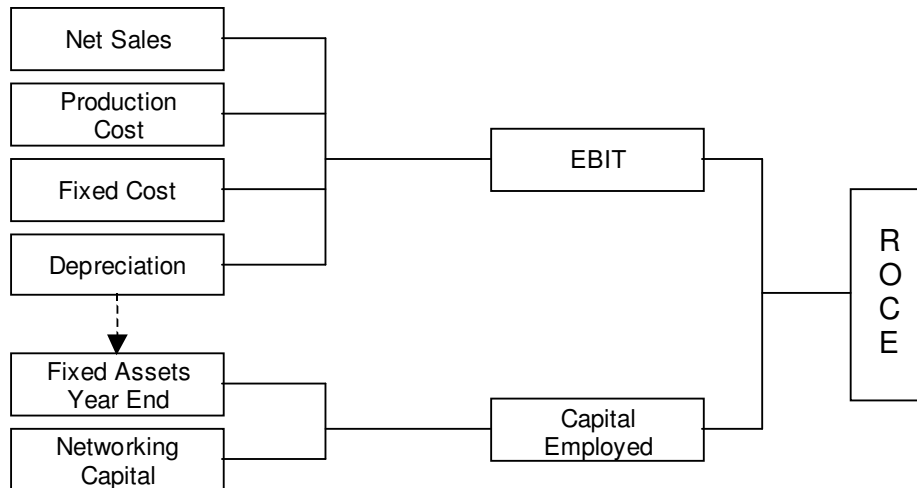 Net Sales
Production
Cost
Fixed Cost
Depreciation
Fixed Assets
Year End
Networking
Capital
EBIT
Capital
Employed
R
O
C
E